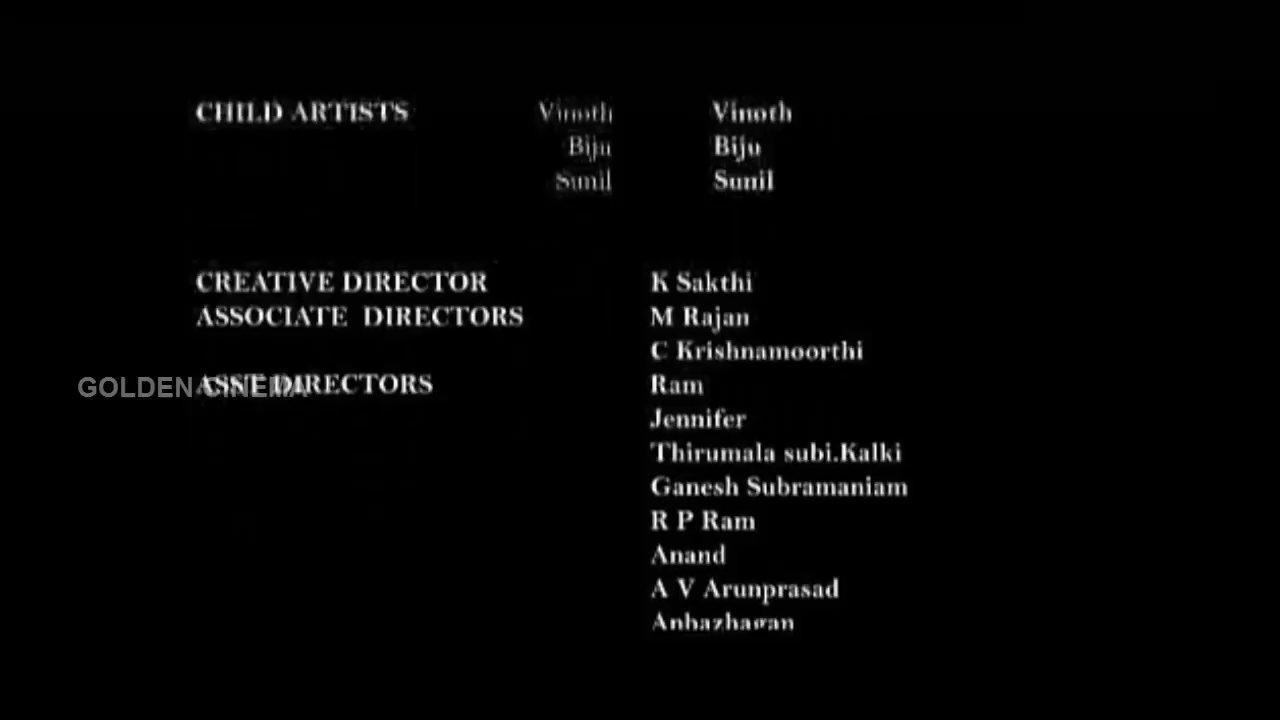 CHILD ARTISTS Vinoth Vinoth
Biju Biju
Sunil Sunil
CREATIVE DIRECTOR K Sakthi
ASSOCIATE DIRECTORS M Rajan
C Krishnamoorthi
GOLDEN CINEMA
ASST DIRECTORS Ram
Jennifer
Thirumala subi.Kalki
Ganesh Subramaniam
R P Ram
Anand
A V Arunprasad
Anbazhagan